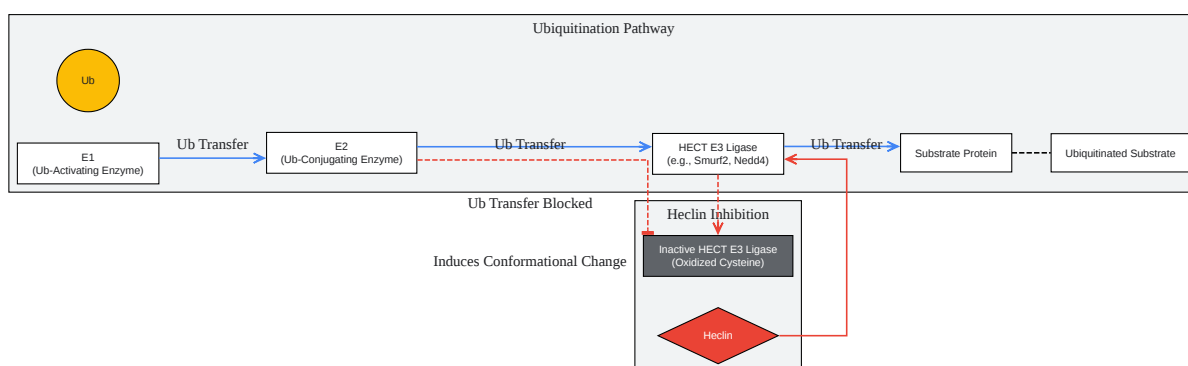 Ubiquitination Pathway
Ub
E1
(Ub-Activating Enzyme)
Ub Transfer
E2
(Ub-Conjugating Enzyme)
Ub Transfer
HECT E3 Ligase
(e.g., Smurf2, Nedd4)
Ub Transfer
Substrate Protein
Ubiquitinated Substrate
Ub Transfer Blocked
Heclin Inhibition
Induces Conformational Change
Inactive HECT E3 Ligase
(Oxidized Cysteine)
Heclin